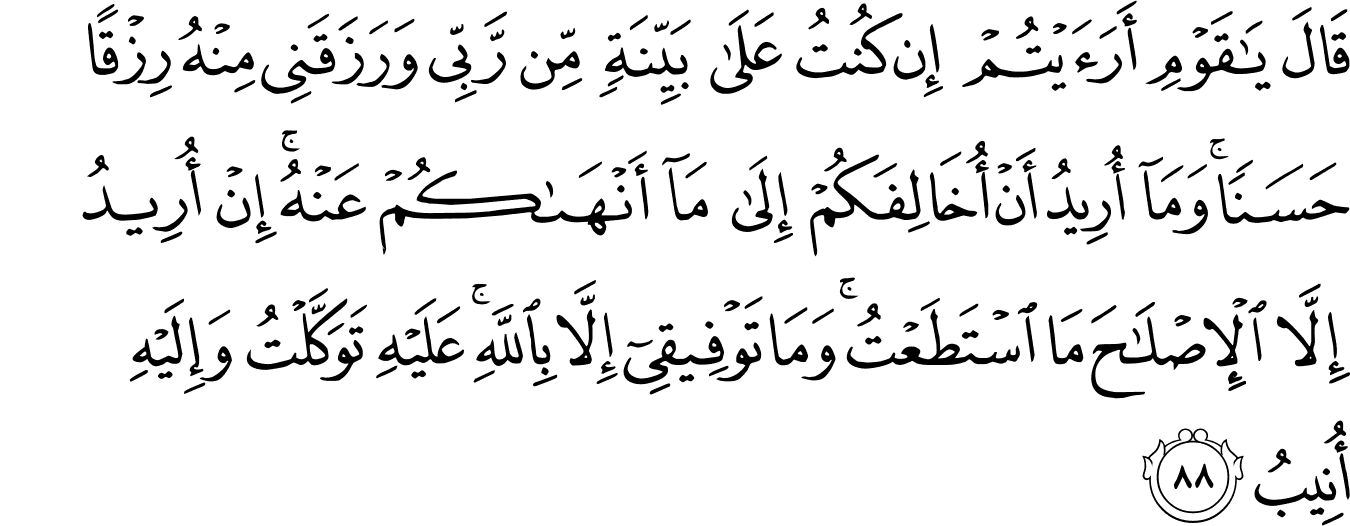 قَالَ يَـٰقَوْمِ أَرَءَيْتُمْ إِن كُنتُ عَلَىٰ بَيِّنَةٍ مِّن رَّبِّى وَرَزَقَنِى مِنْهُ رِزْقًا
حَسَنًا ۚ وَمَآ أُرِيدُ أَنْ أُخَالِفَكُمْ إِلَىٰ مَآ أَنْهَىٰكُمْ عَنْهُ ۚ إِنْ أُرِيدُ
إِلَّا ٱلْإِصْلَـٰحَ مَا ٱسْتَطَعْتُ ۚ وَمَا تَوْفِيقِىٓ إِلَّا بِٱللَّهِ ۚ عَلَيْهِ تَوَكَّلْتُ وَإِلَيْهِ
أُنِيبُ ٨٨